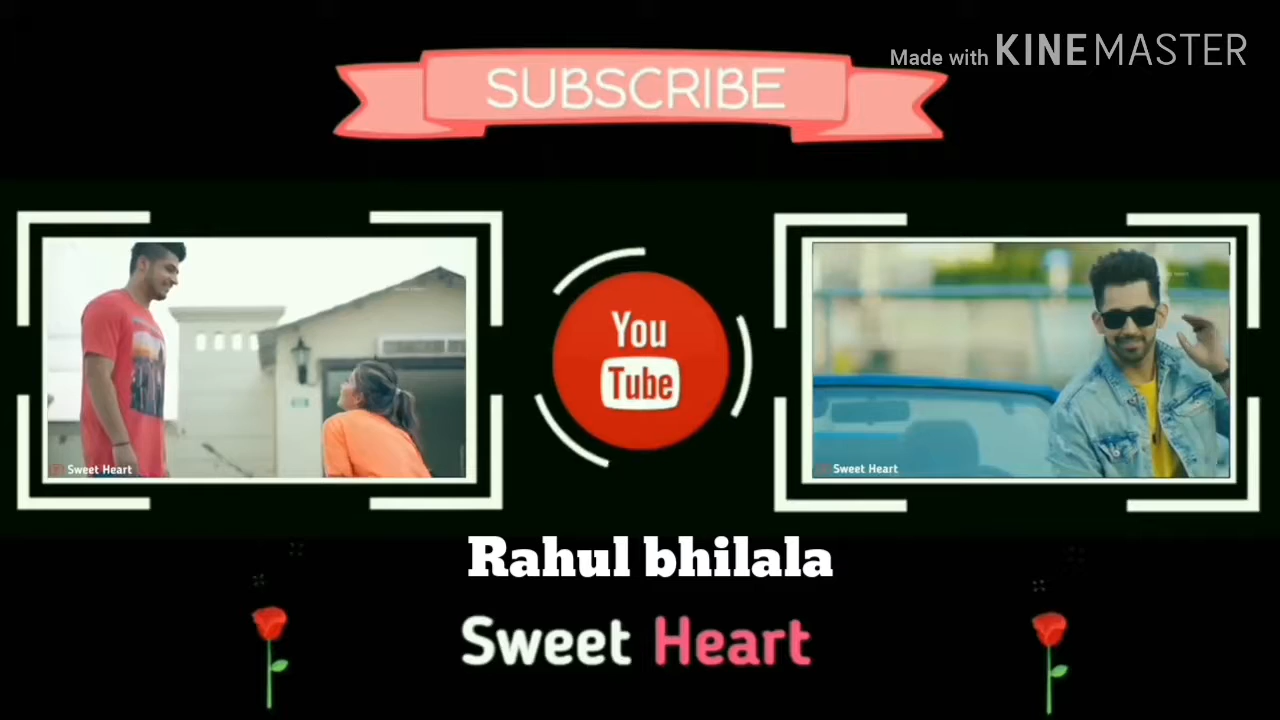 Made with KINEMASTER
SUBSCRIBE
You
Tube
Sweet Heart
Sweet Heart
Rahul bhilala
Sweet Heart